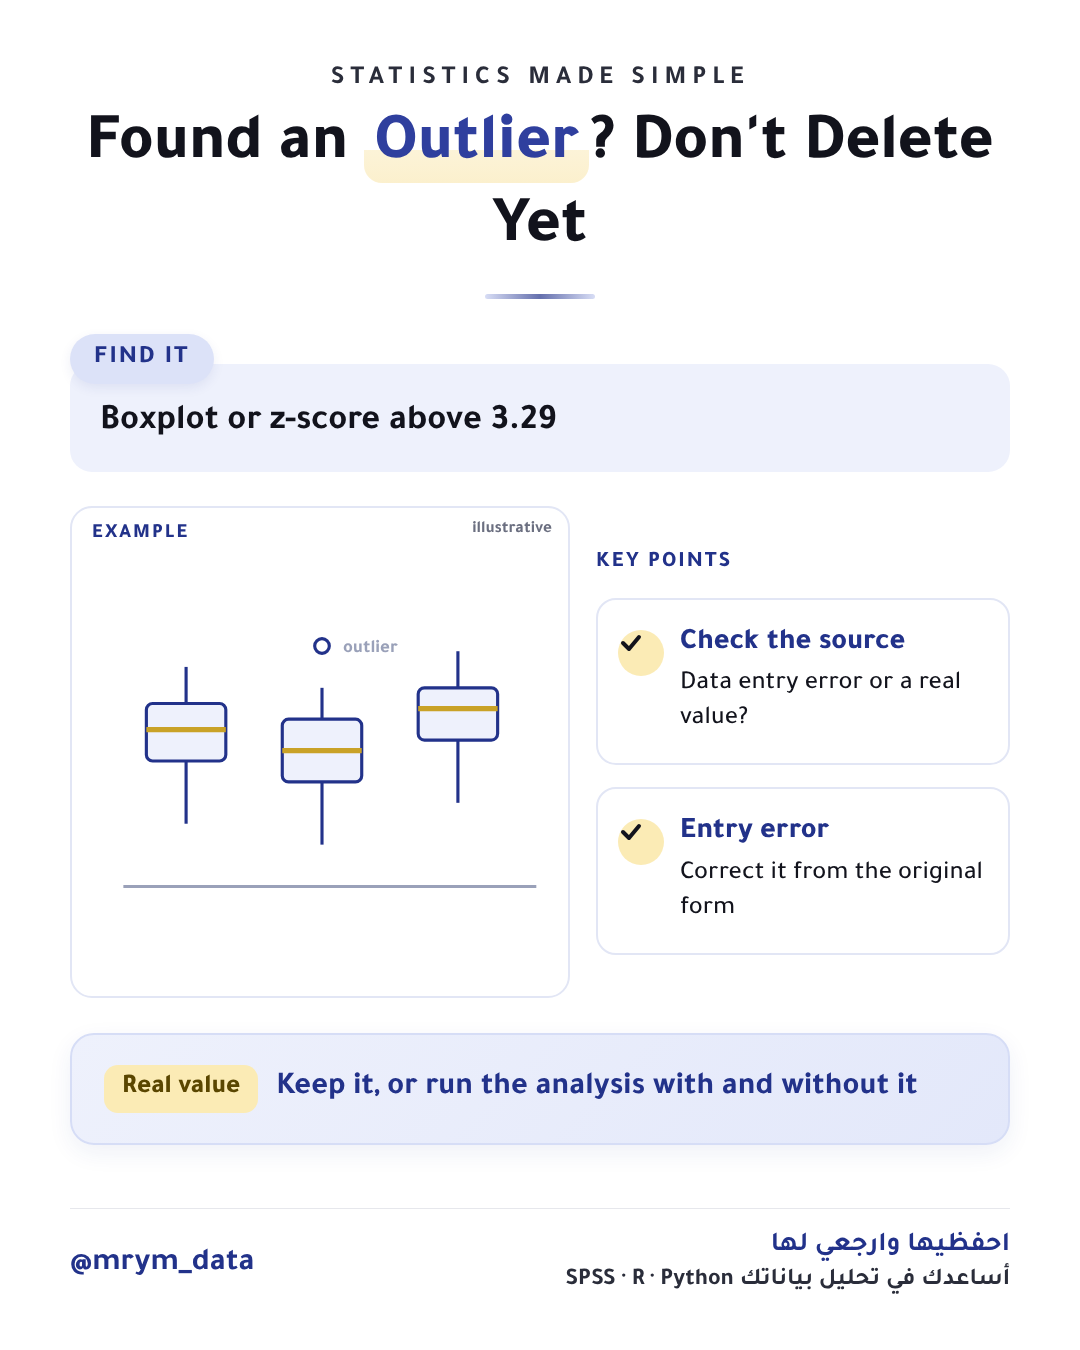 STATISTICS MADE SIMPLE
Found an Outlier? Don't Delete
Yet
FIND IT
Boxplot or z-score above 3.29
EXAMPLE
illustrative
outlier
KEY POINTS
Check the source
Data entry error or a real
value?
Entry error
Correct it from the original
form
Real value
Keep it, or run the analysis with and without it
@mrym_data
احفظيها وارجعي لها
أساعدك في تحليل بياناتك SPSS · R · Python